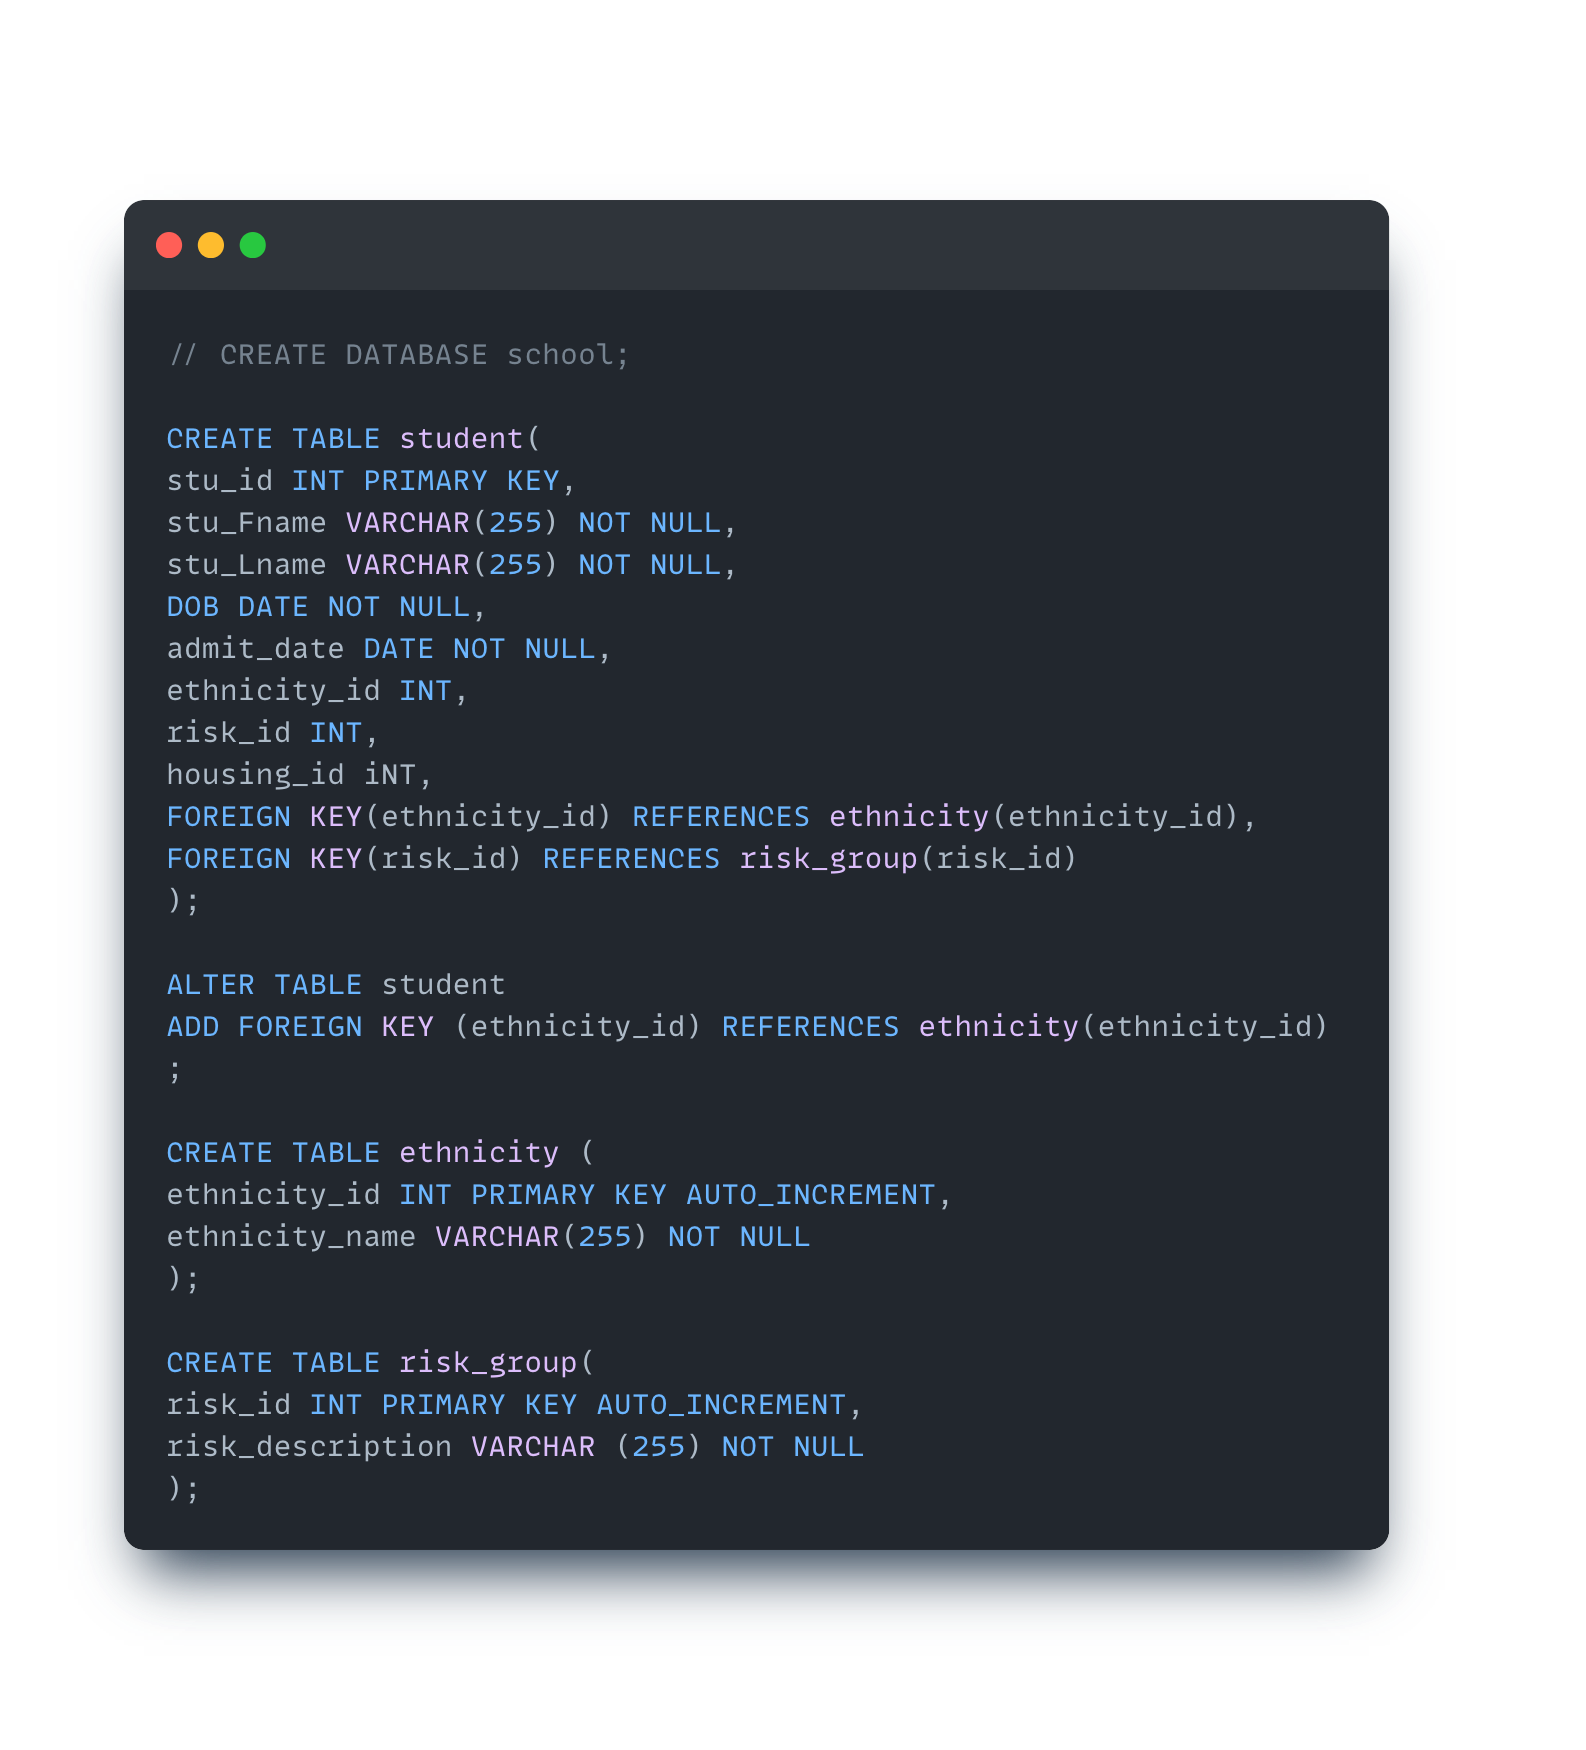 // CREATE DATABASE school;
CREATE TABLE student(
stu_id INT PRIMARY KEY,
stu_Fname VARCHAR(255) NOT NULL,
stu_Lname VARCHAR(255) NOT NULL,
DOB DATE NOT NULL,
admit_date DATE NOT NULL,
ethnicity_id INT,
risk_id INT,
housing_id iNT,
FOREIGN KEY(ethnicity_id) REFERENCES ethnicity(ethnicity_id),
FOREIGN KEY(risk_id) REFERENCES risk_group(risk_id)
);
ALTER TABLE student
ADD FOREIGN KEY (ethnicity_id) REFERENCES ethnicity(ethnicity_id)
;
CREATE TABLE ethnicity (
ethnicity_id INT PRIMARY KEY AUTO_INCREMENT,
ethnicity_name VARCHAR(255) NOT NULL
);
CREATE TABLE risk_group(
risk_id INT PRIMARY KEY AUTO_INCREMENT,
risk_description VARCHAR (255) NOT NULL
);